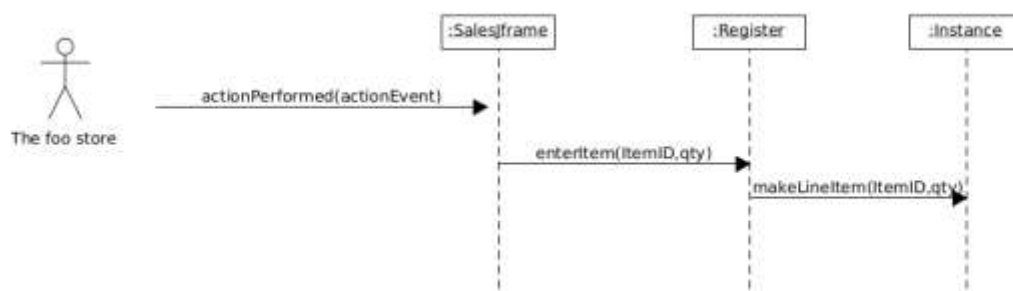 :SalesJframe
:Register
:Instance
actionPerformed(actionEvent)
The foo store
enterItem(ItemID,qty)
makeLineItem(ItemID,qty)